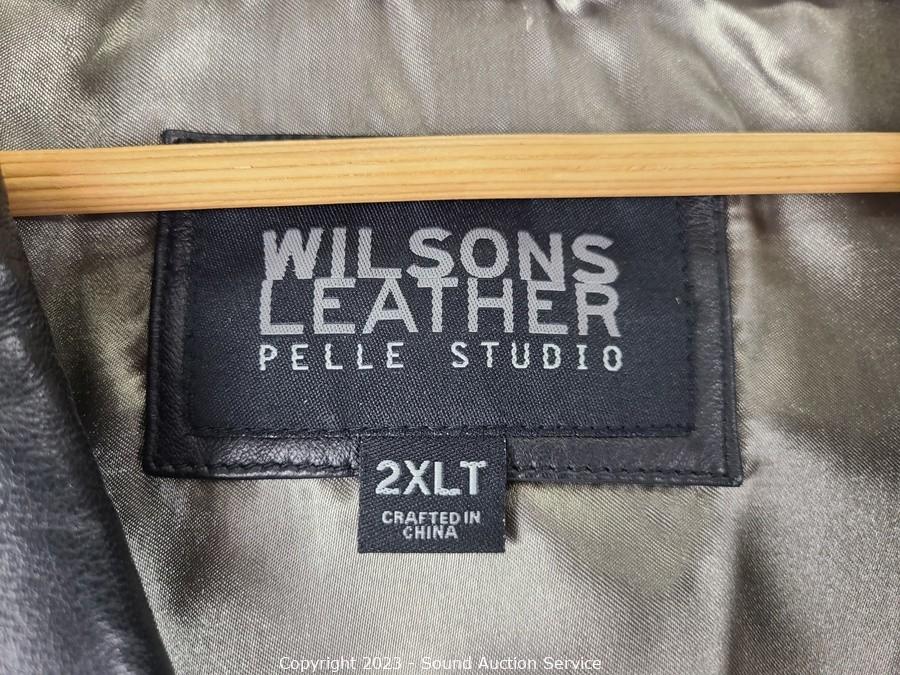 WILSONS
LEATHER
PELLE STUDIO
2XLT
CRAFTED IN
CHINA
Copyright 2023 - Sound Auction Service